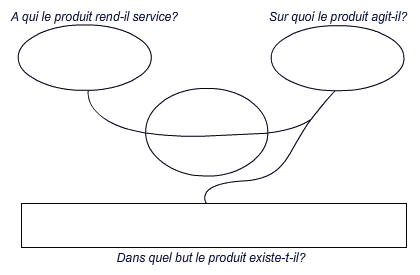 A qui le produit rend-il service?
Sur quoi le produit agit-il?
Dans quel but le produit existe-t-il?